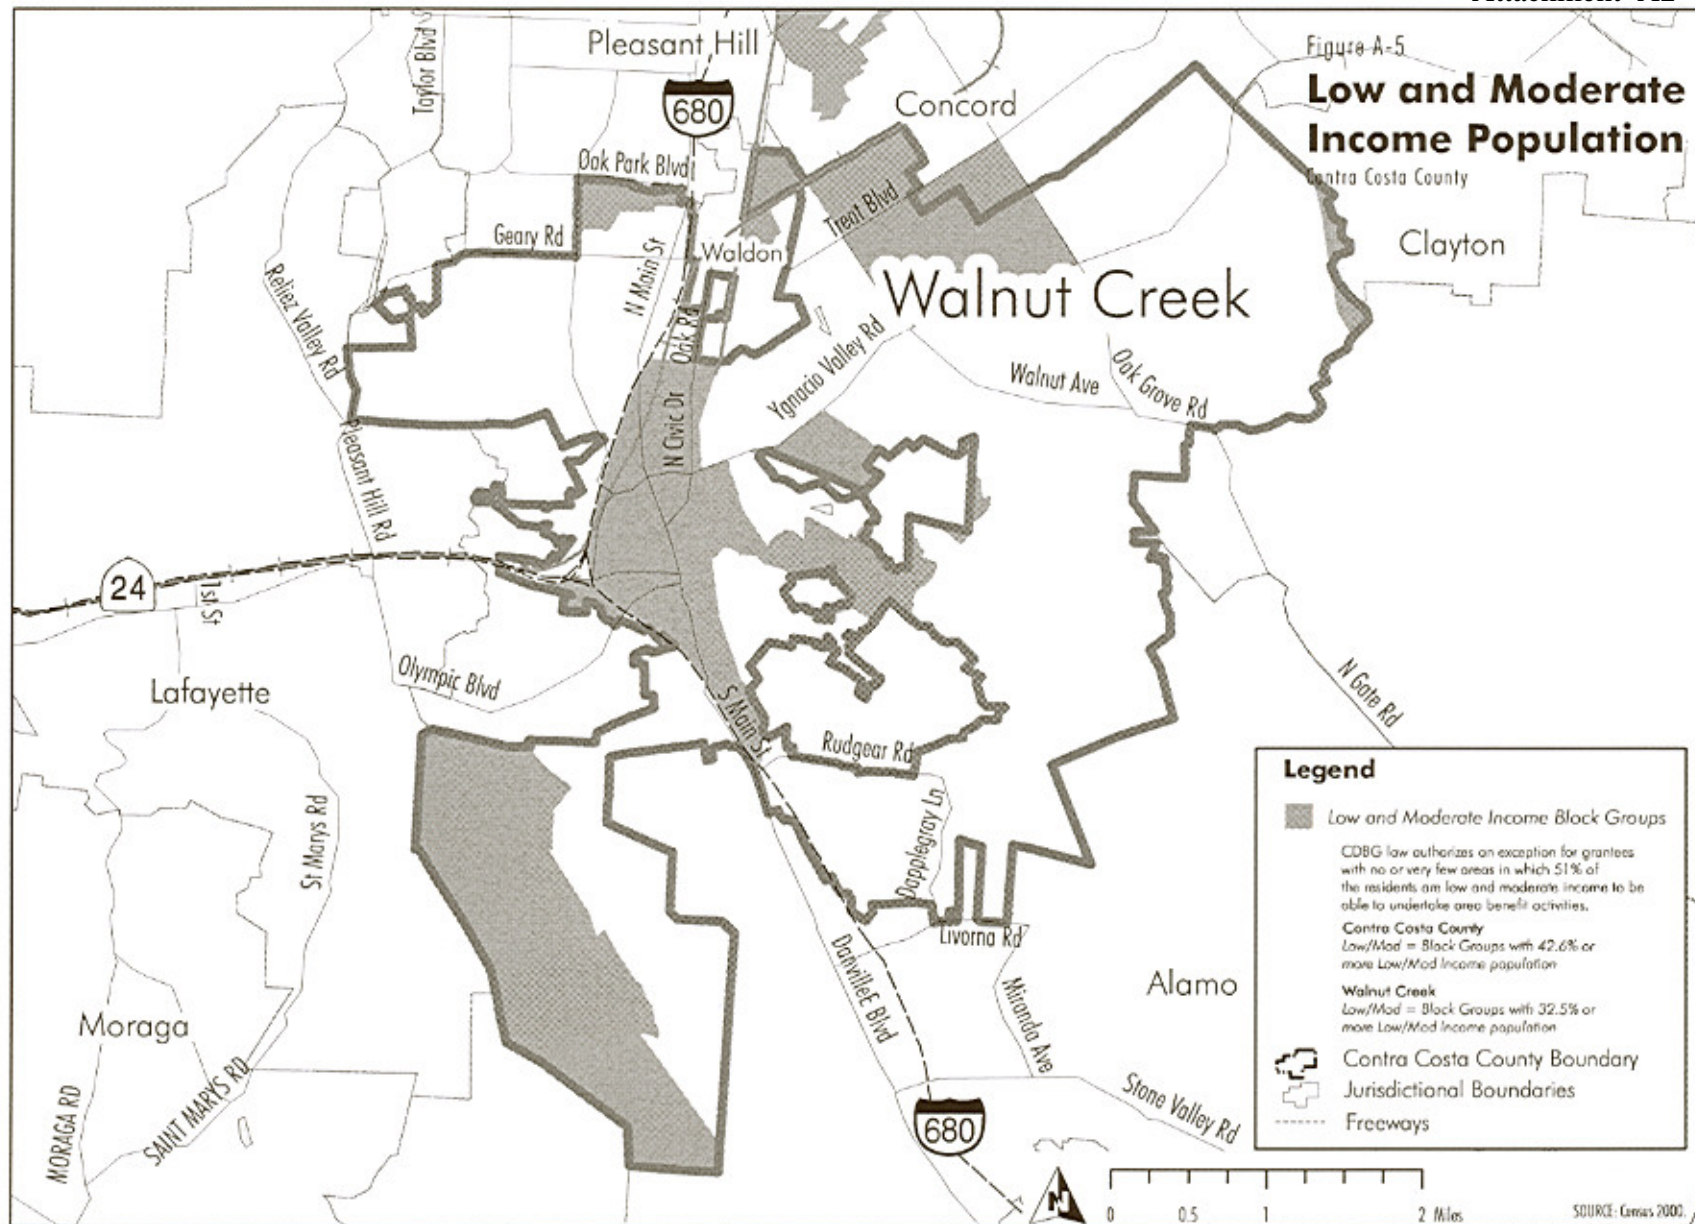 Figure A-5
Low and Moderate
Income Population
Contra Costa County
Pleasant Hill
Taylor Blvd
680
Concord
Oak Park Blvd
Treat Blvd
Geary Rd
Waldon
Clayton
N Main St
Walnut Creek
Reliez Valley Rd
Oak Rd
Ygnacio Valley Rd
Walnut Ave
Oak Grove Rd
N Civic Dr
Pleasant Hill Rd
24
1st St
Olympic Blvd
Lafayette
N Gate Rd
S Main St
Rudgear Rd
St Marys Rd
Dapplegray Ln
Livorna Rd
DanvilleE Blvd
Alamo
Miranda Ave
Moraga
SAINT MARYS RD
MORAGA RD
Stone Valley Rd
680
Legend
Low and Moderate Income Block Groups
CDBG law authorizes an exception for grantees
with no or very few areas in which 51% of
the residents are low and moderate income to be
able to undertake area benefit activities.
Contra Costa County
Low/Mod = Block Groups with 42.6% or
more Low/Mod Income population
Walnut Creek
Low/Mod = Block Groups with 32.5% or
more Low/Mod Income population
Contra Costa County Boundary
Jurisdictional Boundaries
Freeways
N
0 0.5 1 2 Miles
SOURCE: Census 2000.